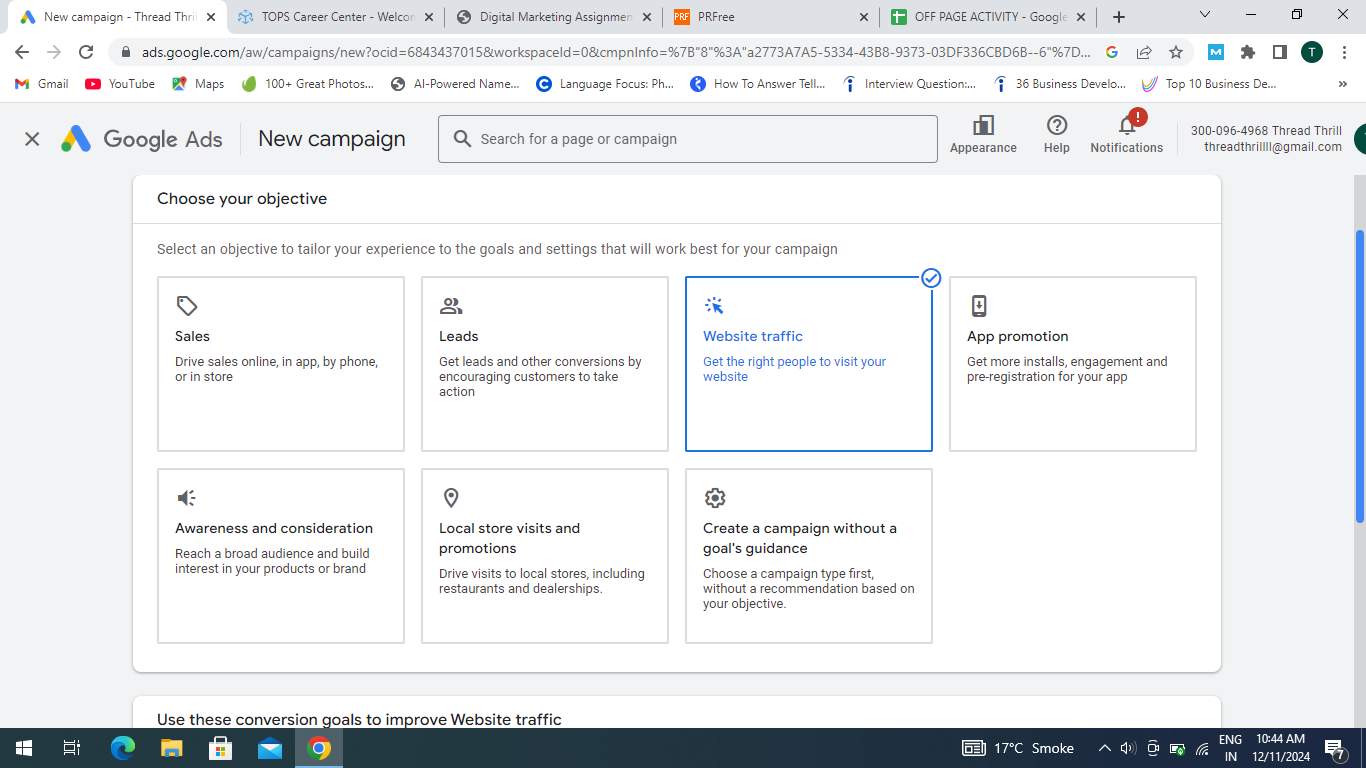 New campaign - Thread Thril
TOPS Career Center - Welcon
Digital Marketing Assignmen
PRF PRFree
OFF PAGE ACTIVITY - Google
ads.google.com/aw/campaigns/new?ocid=6843437015&workspaceId=0&cmpnInfo=%7B"8"%3A"a2773A7A5-5334-43B8-9373-03DF336CBD6B--6"%7D...
T
Gmail
YouTube
Maps
100+ Great Photos...
AI-Powered Name...
Language Focus: Ph...
How To Answer Tell...
Interview Question:...
36 Business Develo...
Top 10 Business De...
»
Google Ads
New campaign
Search for a page or campaign
Appearance
Help
Notifications
300-096-4968 Thread Thrill
threadthrillll@gmail.com
Choose your objective
Select an objective to tailor your experience to the goals and settings that will work best for your campaign
Sales
Drive sales online, in app, by phone,
or in store
Leads
Get leads and other conversions by
encouraging customers to take
action
Website traffic
Get the right people to visit your
website
App promotion
Get more installs, engagement and
pre-registration for your app
Awareness and consideration
Reach a broad audience and build
interest in your products or brand
Local store visits and
promotions
Drive visits to local stores, including
restaurants and dealerships.
Create a campaign without a
goal's guidance
Choose a campaign type first,
without a recommendation based on
your objective.
Use these conversion goals to improve Website traffic
17°C Smoke
ENG
IN
10:44 AM
12/11/2024
7